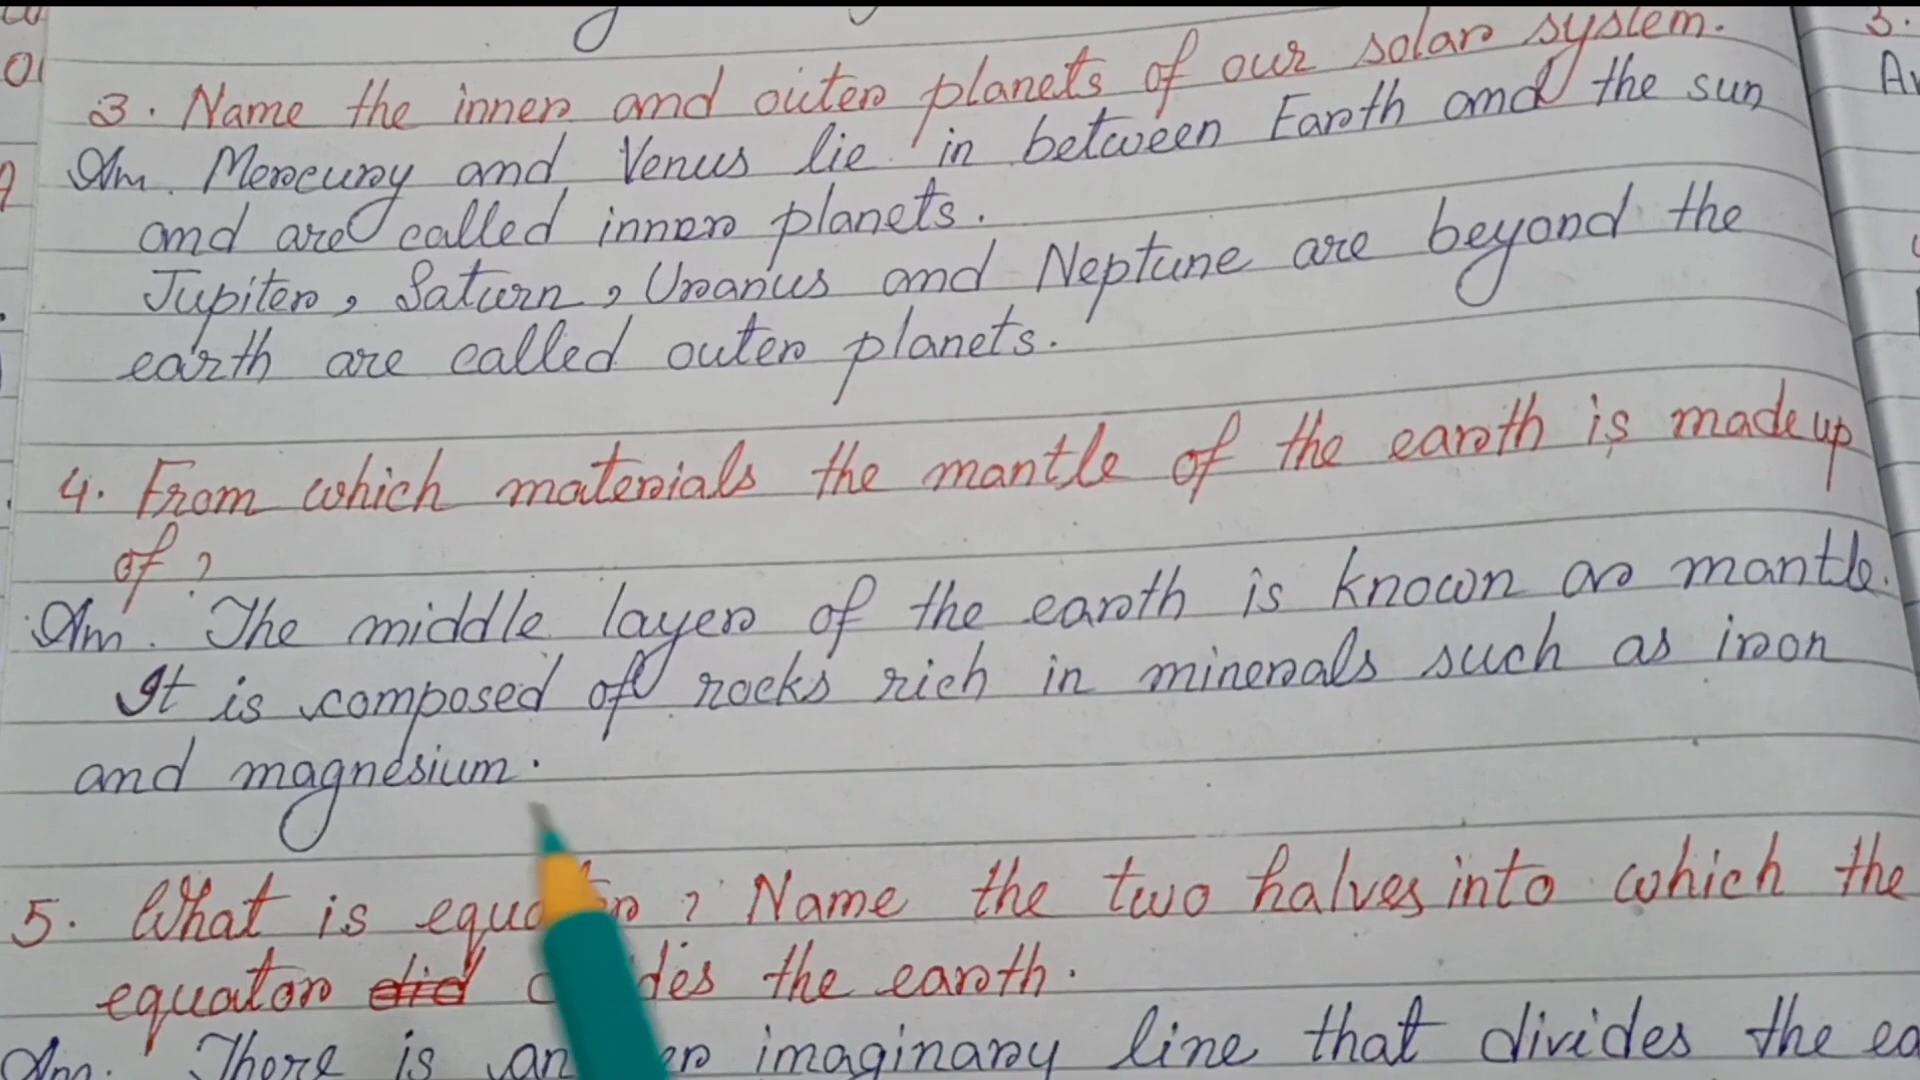 3. Name the inner and outer planets of our solar system.
Ans. Mercury and Venus lie in between Earth and the sun
and are called inner planets.
Jupiter, Saturn, Uranus and Neptune are beyond the
earth are called outer planets.
4. From which materials the mantle of the earth is made up
of?
Ans. The middle layer of the earth is known as mantle.
It is composed of rocks rich in minerals such as iron
and magnesium.
5. What is ? Name the two halves into which the
equator did the earth.
Ans. There is an imaginary line that divides the